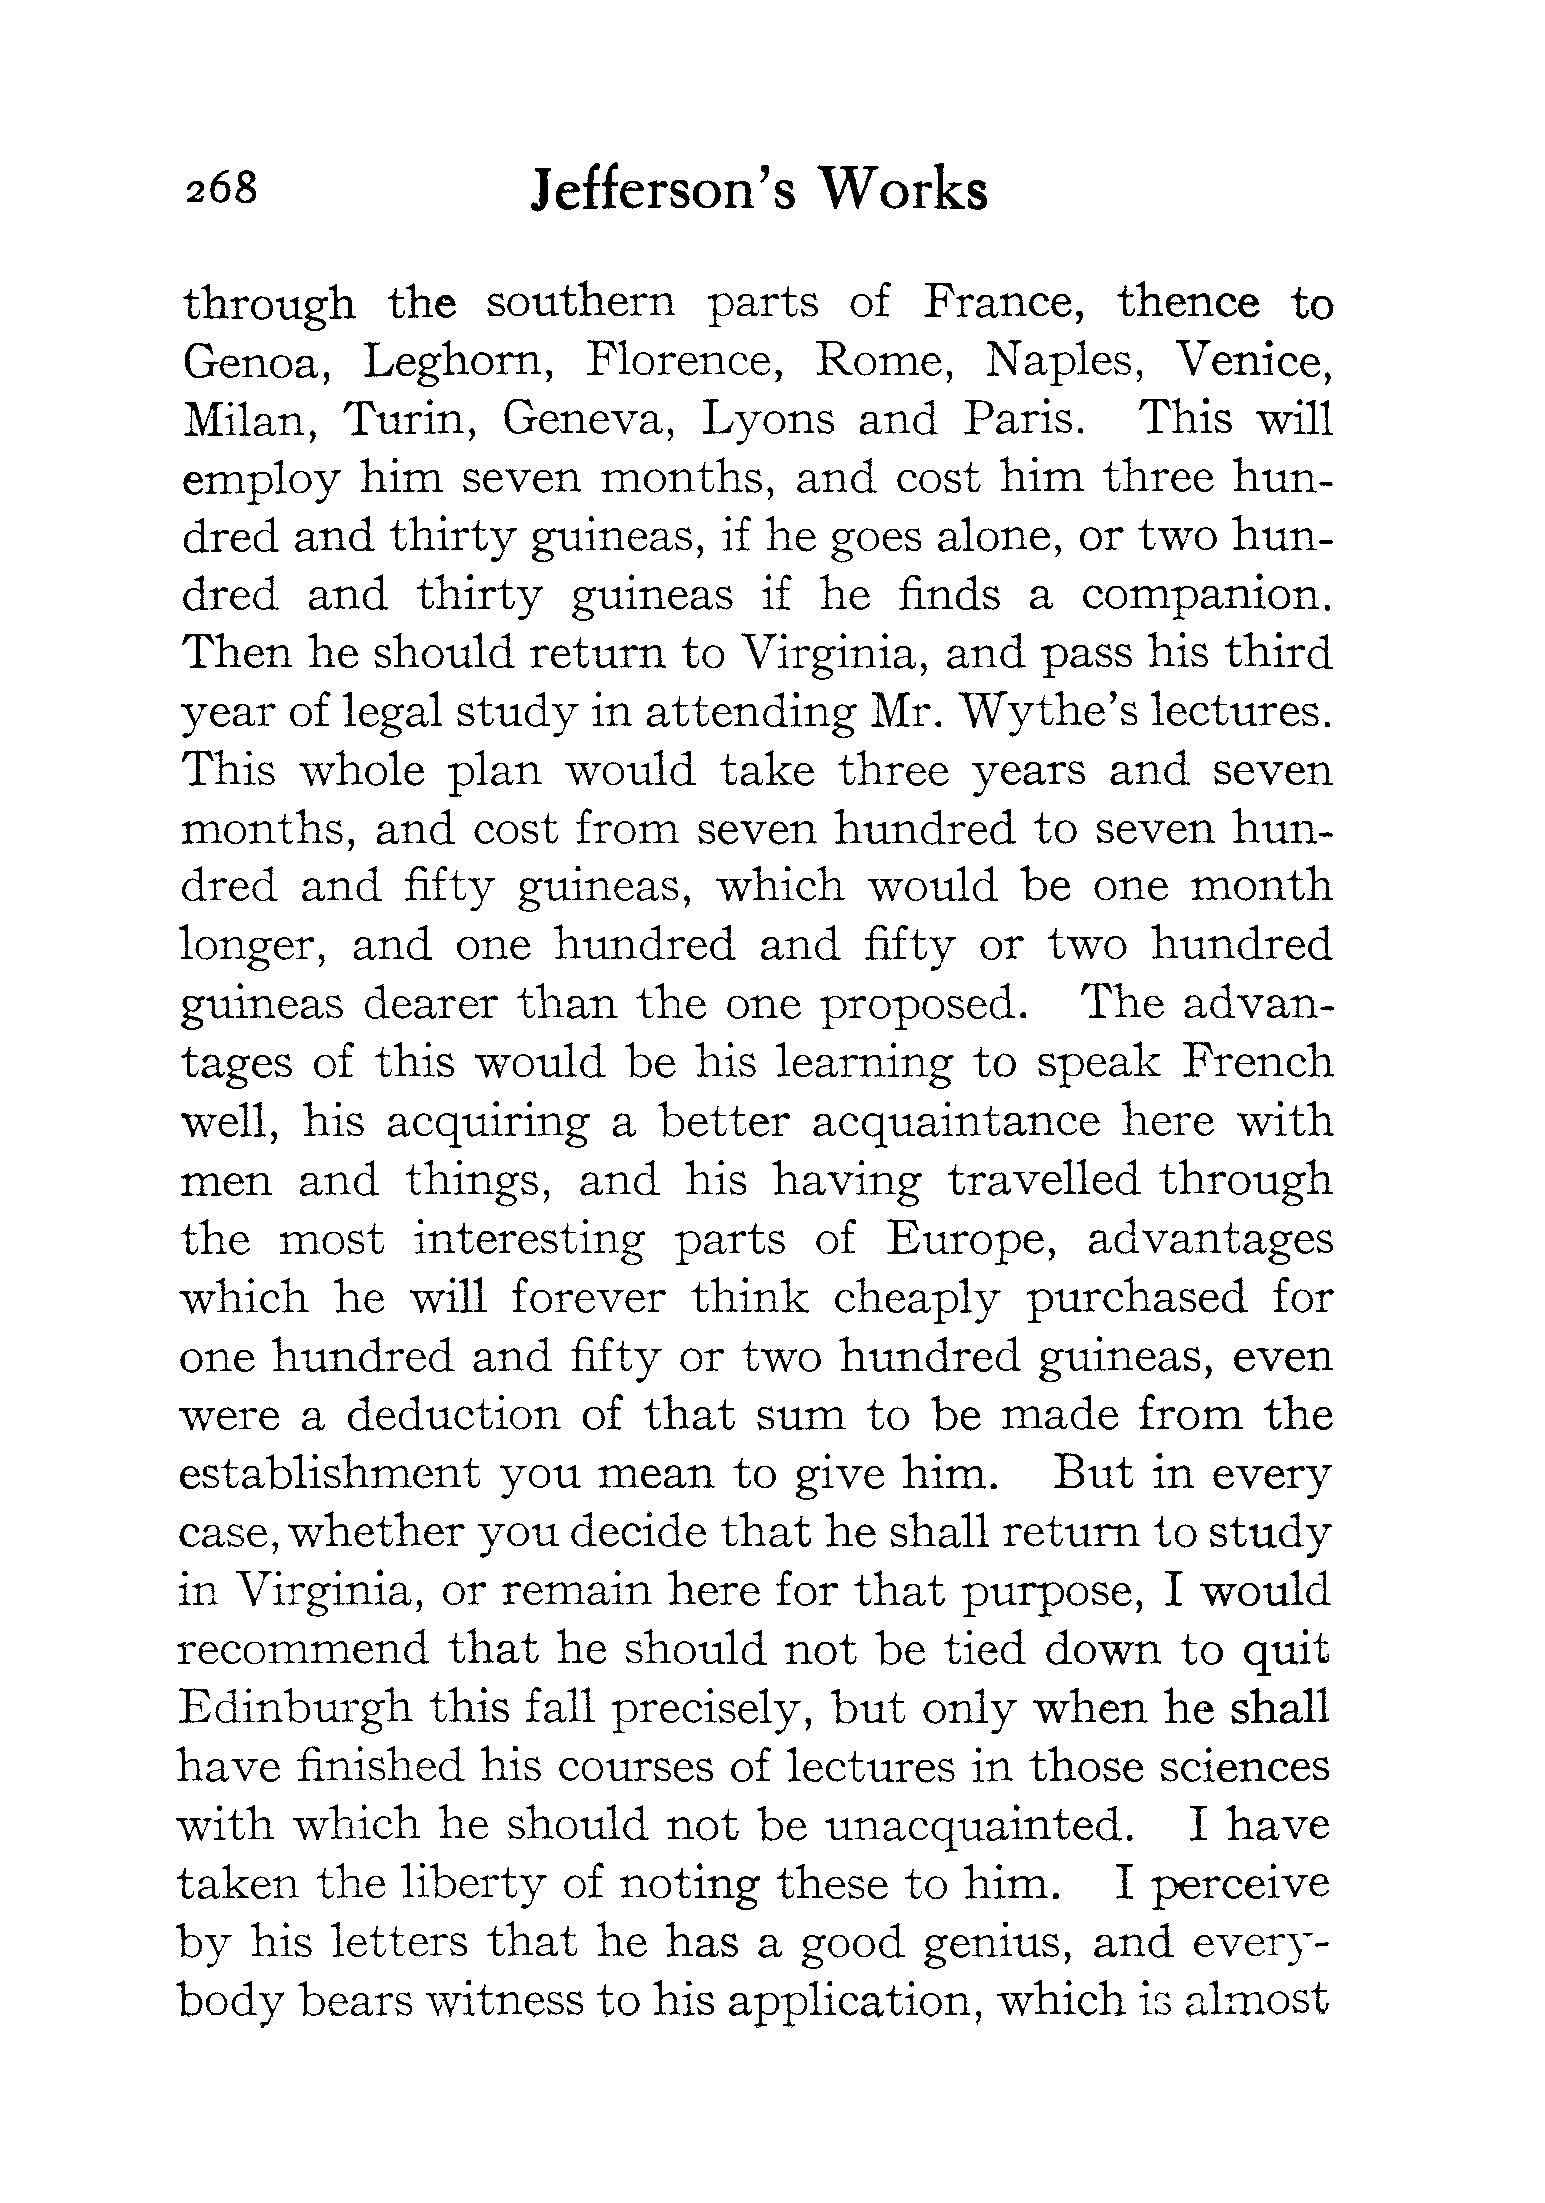 268 Jefferson's Works
through the southern parts of France, thence to
Genoa, Leghorn, Florence, Rome, Naples, Venice,
Milan, Turin, Geneva, Lyons and Paris. This will
employ him seven months, and cost him three hun-
dred and thirty guineas, if he goes alone, or two hun-
dred and thirty guineas if he finds a companion.
Then he should return to Virginia, and pass his third
year of legal study in attending Mr. Wythe's lectures.
This whole plan would take three years and seven
months, and cost from seven hundred to seven hun-
dred and fifty guineas, which would be one month
longer, and one hundred and fifty or two hundred
guineas dearer than the one proposed. The advan-
tages of this would be his learning to speak French
well, his acquiring a better acquaintance here with
men and things, and his having travelled through
the most interesting parts of Europe, advantages
which he will forever think cheaply purchased for
one hundred and fifty or two hundred guineas, even
were a deduction of that sum to be made from the
establishment you mean to give him. But in every
case, whether you decide that he shall return to study
in Virginia, or remain here for that purpose, I would
recommend that he should not be tied down to quit
Edinburgh this fall precisely, but only when he shall
have finished his courses of lectures in those sciences
with which he should not be unacquainted. I have
taken the liberty of noting these to him. I perceive
by his letters that he has a good genius, and every-
body bears witness to his application, which is almost